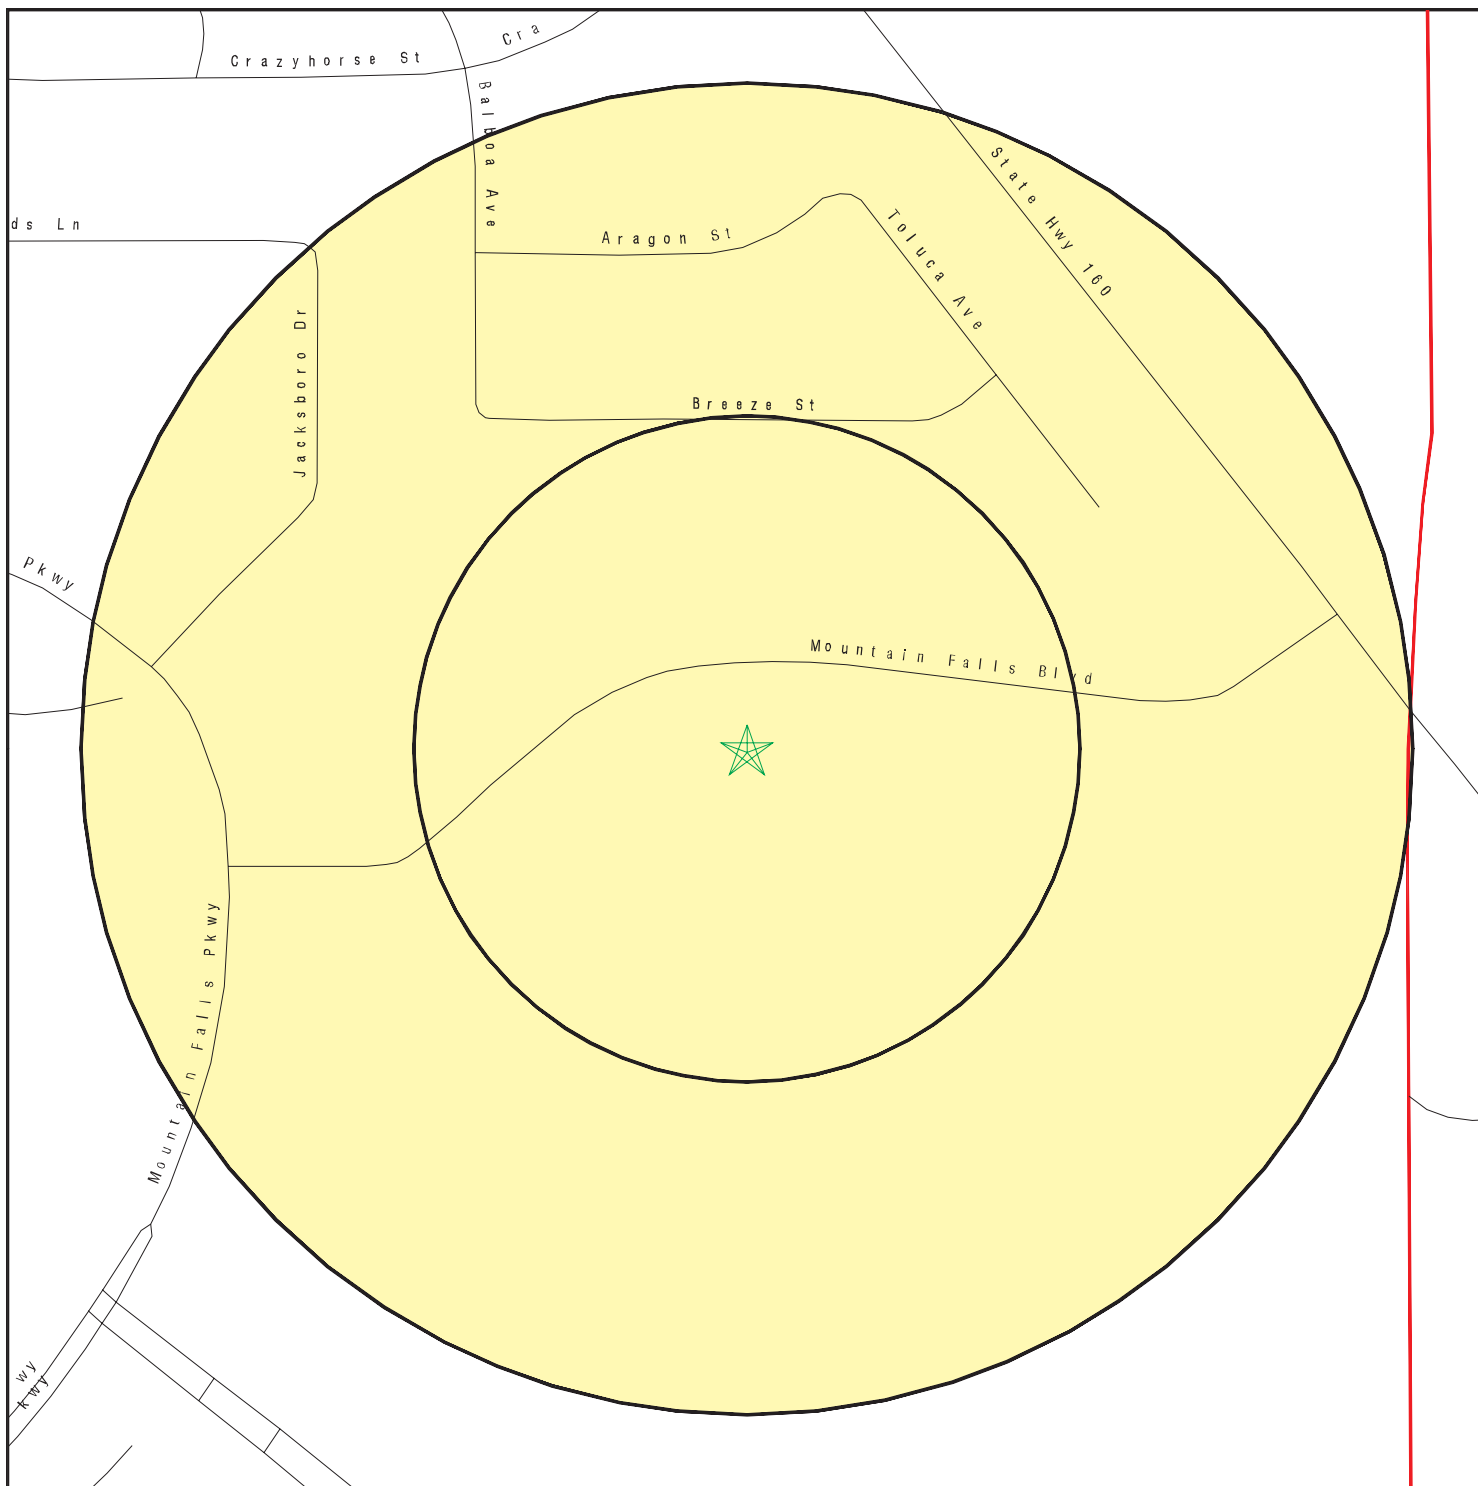 Cra
Crazyhorse St
Balboa Ave
State Hwy 160
ds Ln
Aragon St
Toluca Ave
Jacksboro Dr
Breeze St
Pkwy
Mountain Falls Blvd
Mountain Falls Pkwy
wy
kwy